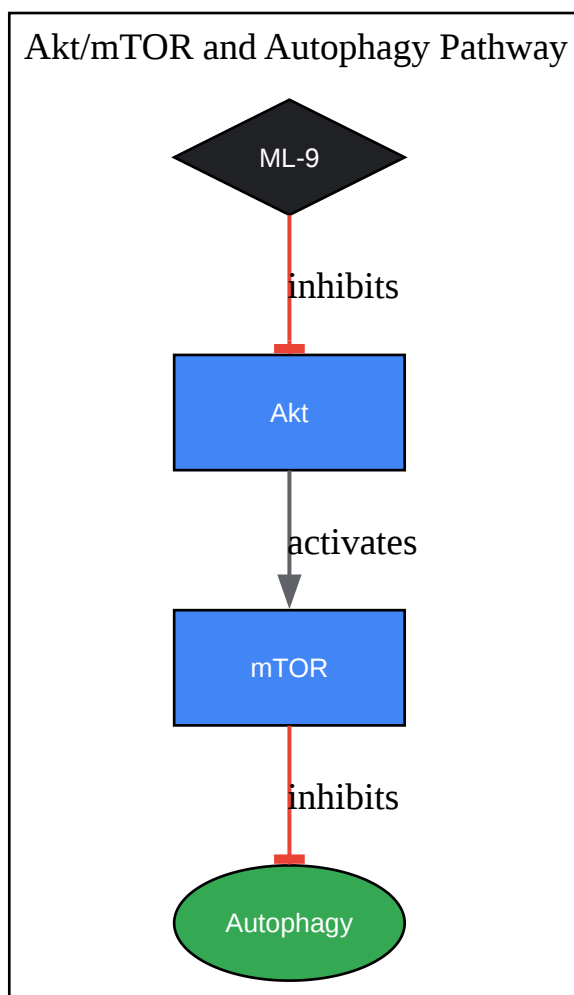 Akt/mTOR and Autophagy Pathway
ML-9
inhibits
Akt
activates
mTOR
inhibits
Autophagy